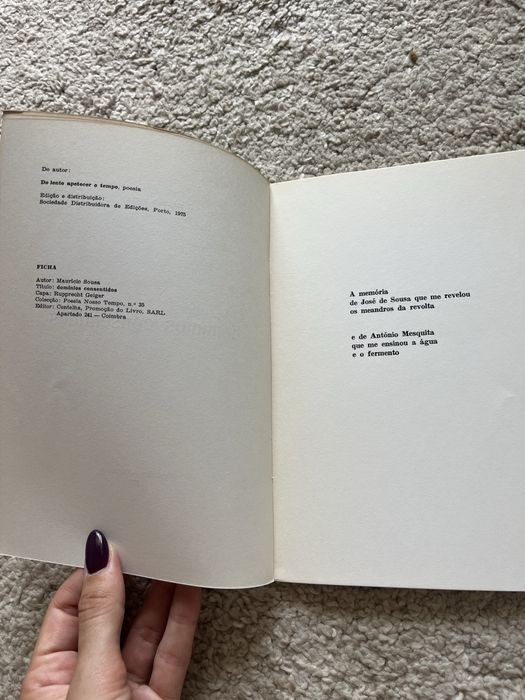 Do autor:
De lento apetecer o tempo, poesia
Edição e distribuição:
Sociedade Distribuidora de Edições, Porto, 1975
FICHA
Autor: Maurício Sousa
Título: domínios consentidos
Capa: Rupprecht Geiger
Colecção: Poesia Nosso Tempo, n.º 35
Editor: Centelha, Promoção do Livro, SARL
Apartado 241 — Coimbra
A memória
de José de Sousa que me revelou
os meandros da revolta
e de António Mesquita
que me ensinou a água
e o fermento